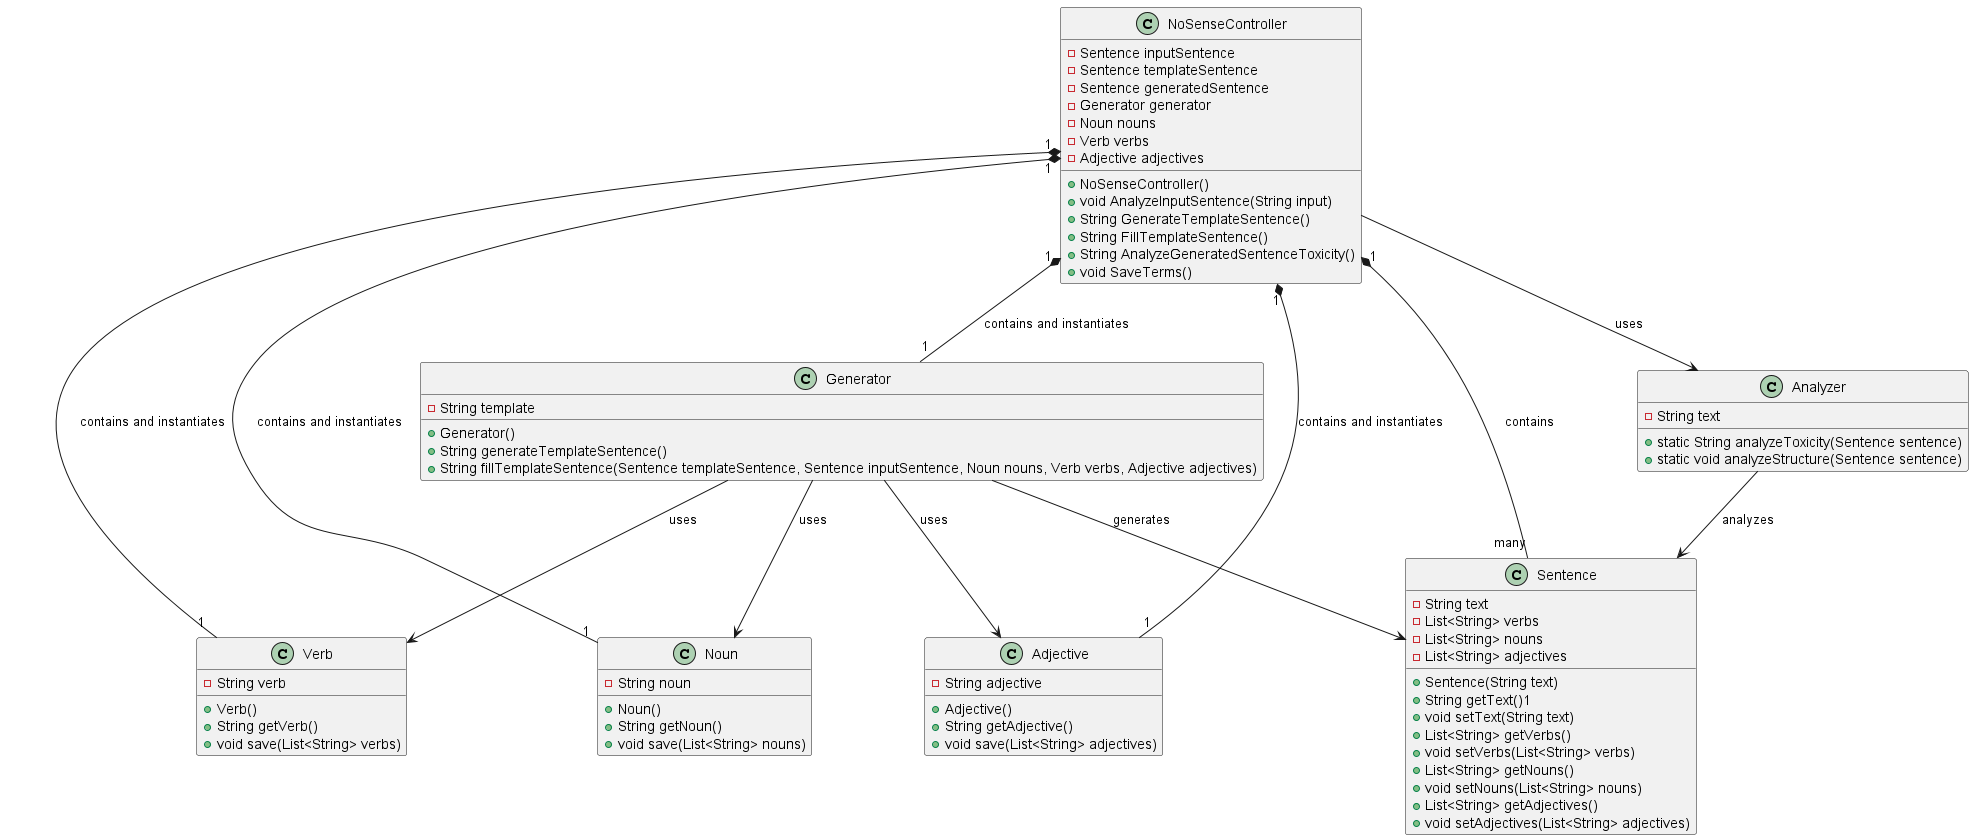 C NoSenseController
Sentence inputSentence
Sentence templateSentence
Sentence generatedSentence
Generator generator
Noun nouns
Verb verbs
Adjective adjectives
NoSenseController()
void AnalyzeInputSentence(String input)
String GenerateTemplateSentence()
String FillTemplateSentence()
String AnalyzeGeneratedSentenceToxicity()
void SaveTerms()
1
1
1
1
1
contains and instantiates
uses
1
C Generator
String template
Generator()
String generateTemplateSentence()
String fillTemplateSentence(Sentence templateSentence, Sentence inputSentence, Noun nouns, Verb verbs, Adjective adjectives)
C Analyzer
String text
static String analyzeToxicity(Sentence sentence)
static void analyzeStructure(Sentence sentence)
contains and instantiates
contains and instantiates
contains and instantiates
contains
uses
uses
uses
generates
analyzes
many
1
1
1
C Verb
String verb
Verb()
String getVerb()
void save(List<String> verbs)
C Noun
String noun
Noun()
String getNoun()
void save(List<String> nouns)
C Adjective
String adjective
Adjective()
String getAdjective()
void save(List<String> adjectives)
C Sentence
String text
List<String> verbs
List<String> nouns
List<String> adjectives
Sentence(String text)
String getText()1
void setText(String text)
List<String> getVerbs()
void setVerbs(List<String> verbs)
List<String> getNouns()
void setNouns(List<String> nouns)
List<String> getAdjectives()
void setAdjectives(List<String> adjectives)